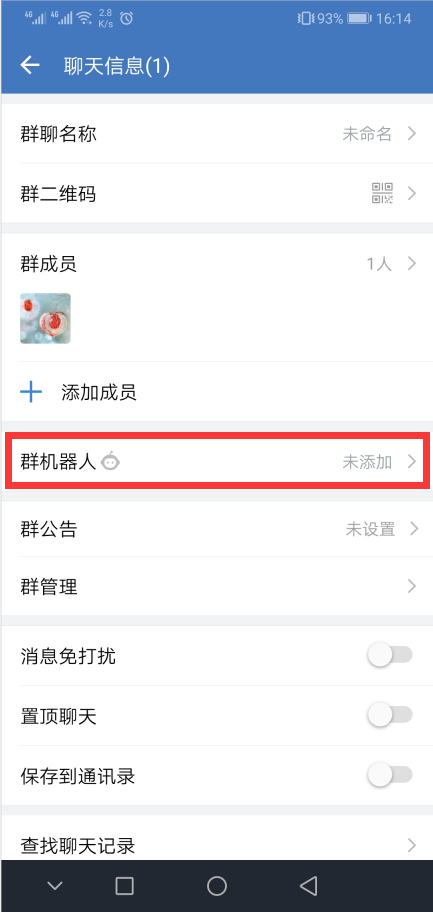 4G 4G 2.8 K/s 93% 16:14
聊天信息(1)
群聊名称 未命名
群二维码
群成员 1人
添加成员
群机器人 未添加
群公告 未设置
群管理
消息免打扰
置顶聊天
保存到通讯录
查找聊天记录